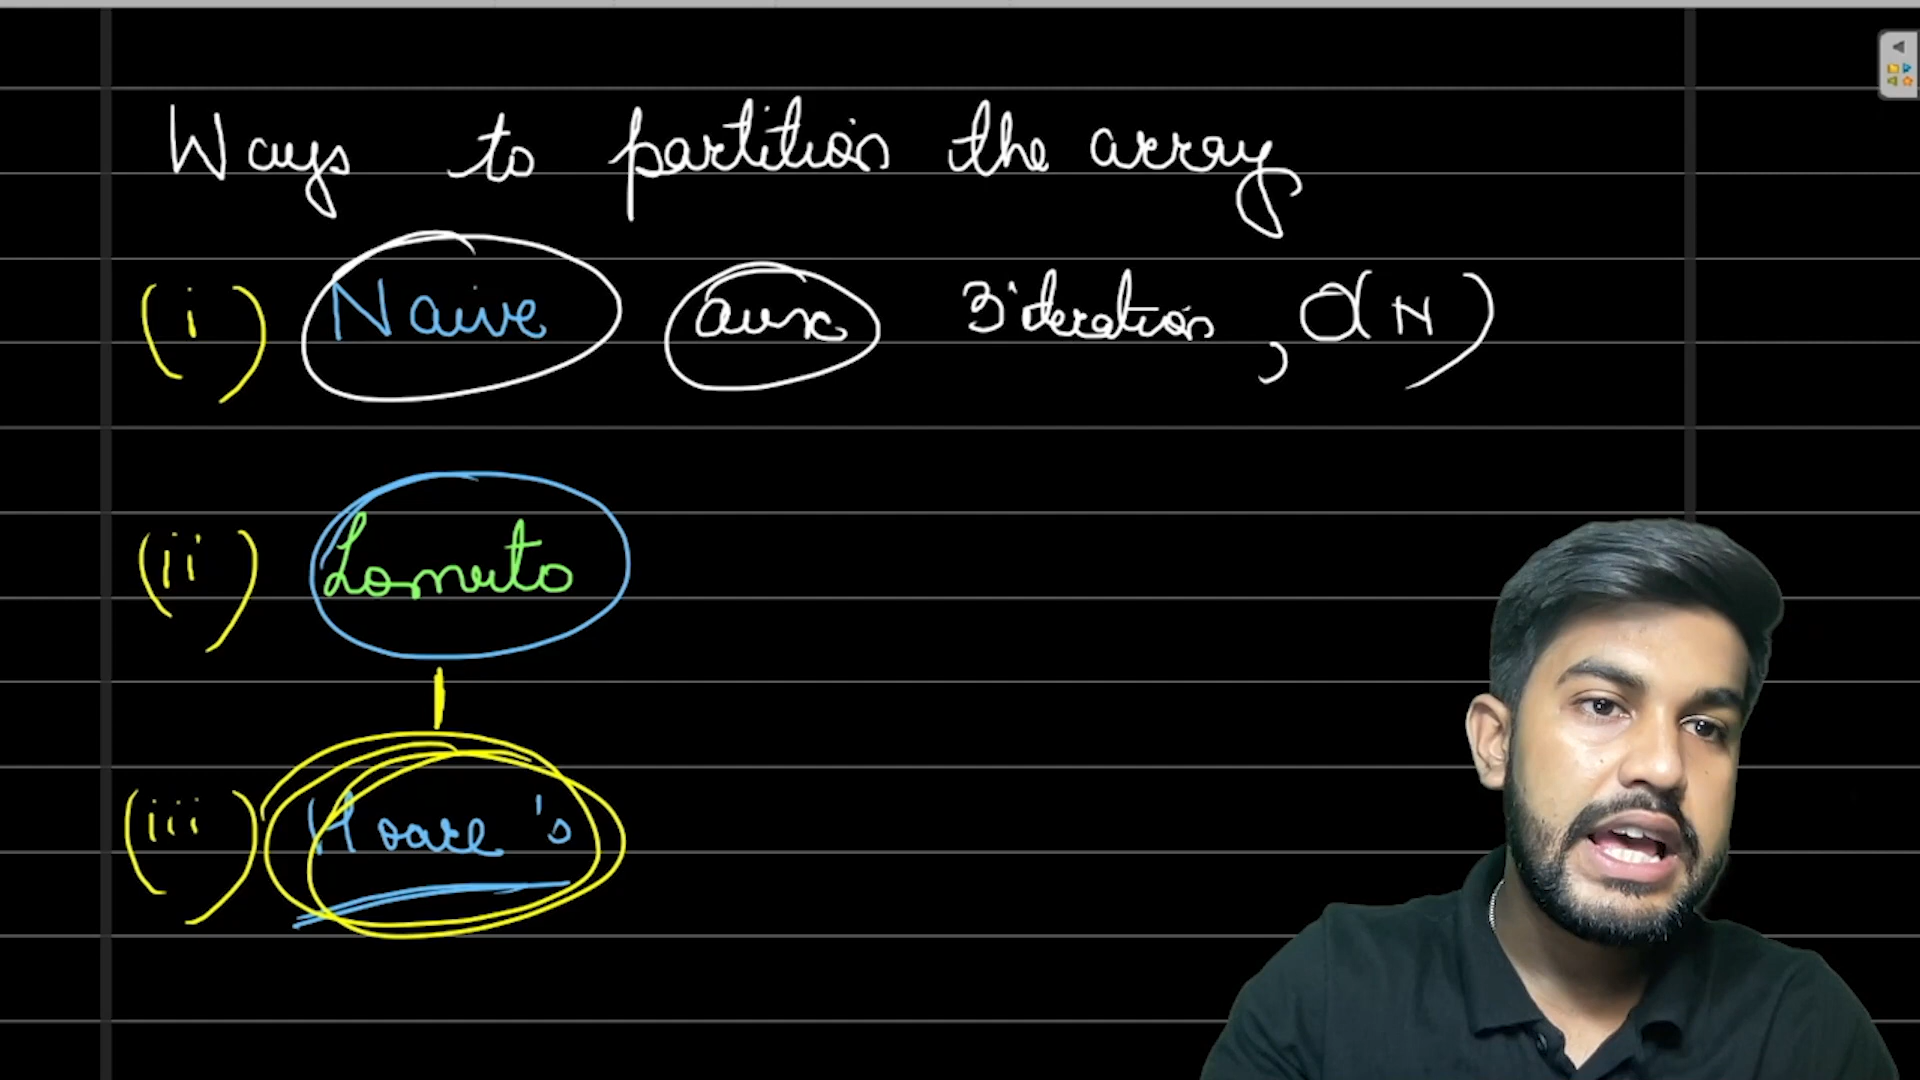 Ways to partition the array
(i) Naive aux 3 iteration, O(N)
(ii) Lomuto
(iii) Hoare's